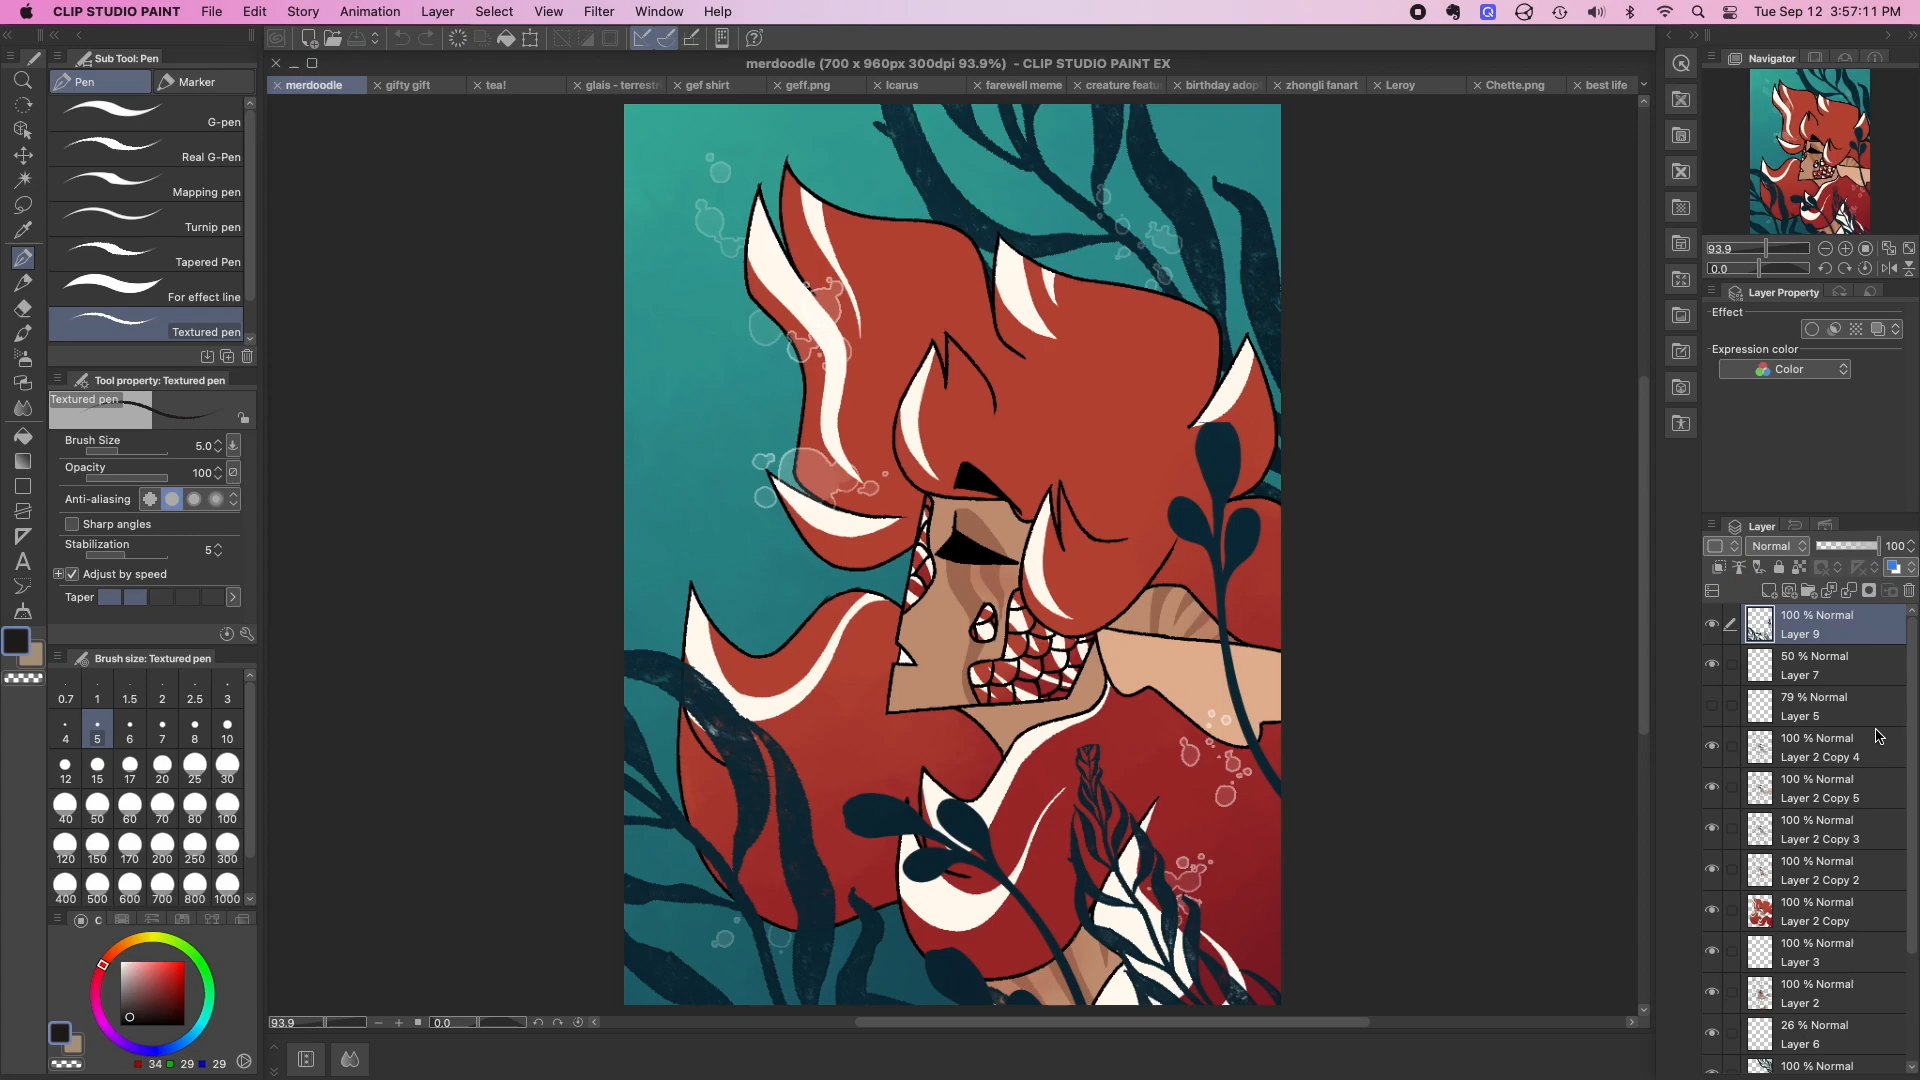 CLIP STUDIO PAINT File Edit Story Animation Layer Select View Filter Window Help
Tue Sep 12 3:57:11 PM
merdoodle (700 x 960px 300dpi 93.9%) - CLIP STUDIO PAINT EX
merdoodle gifty gift tea! glais - terrestri gef shirt geff.png Icarus farewell meme creature featu birthday adop zhongli fanart Leroy Chette.png best life
Sub Tool: Pen
Pen Marker
G-pen
Real G-Pen
Mapping pen
Turnip pen
Tapered Pen
For effect line
Textured pen
Tool property: Textured pen
Textured pen
Brush Size 5.0
Opacity 100
Anti-aliasing
Sharp angles
Stabilization 5
Adjust by speed
Taper
Brush size: Textured pen
0.7 1 1.5 2 2.5 3
4 5 6 7 8 10
12 15 17 20 25 30
40 50 60 70 80 100
120 150 170 200 250 300
400 500 600 700 800 1000
C
34 29 29
93.9 0.0
Navigator
93.9
0.0
Layer Property
Effect
Expression color
Color
Layer
Normal 100
100 % Normal
Layer 9
50 % Normal
Layer 7
79 % Normal
Layer 5
100 % Normal
Layer 2 Copy 4
100 % Normal
Layer 2 Copy 5
100 % Normal
Layer 2 Copy 3
100 % Normal
Layer 2 Copy 2
100 % Normal
Layer 2 Copy
100 % Normal
Layer 3
100 % Normal
Layer 2
26 % Normal
Layer 6
100 % Normal